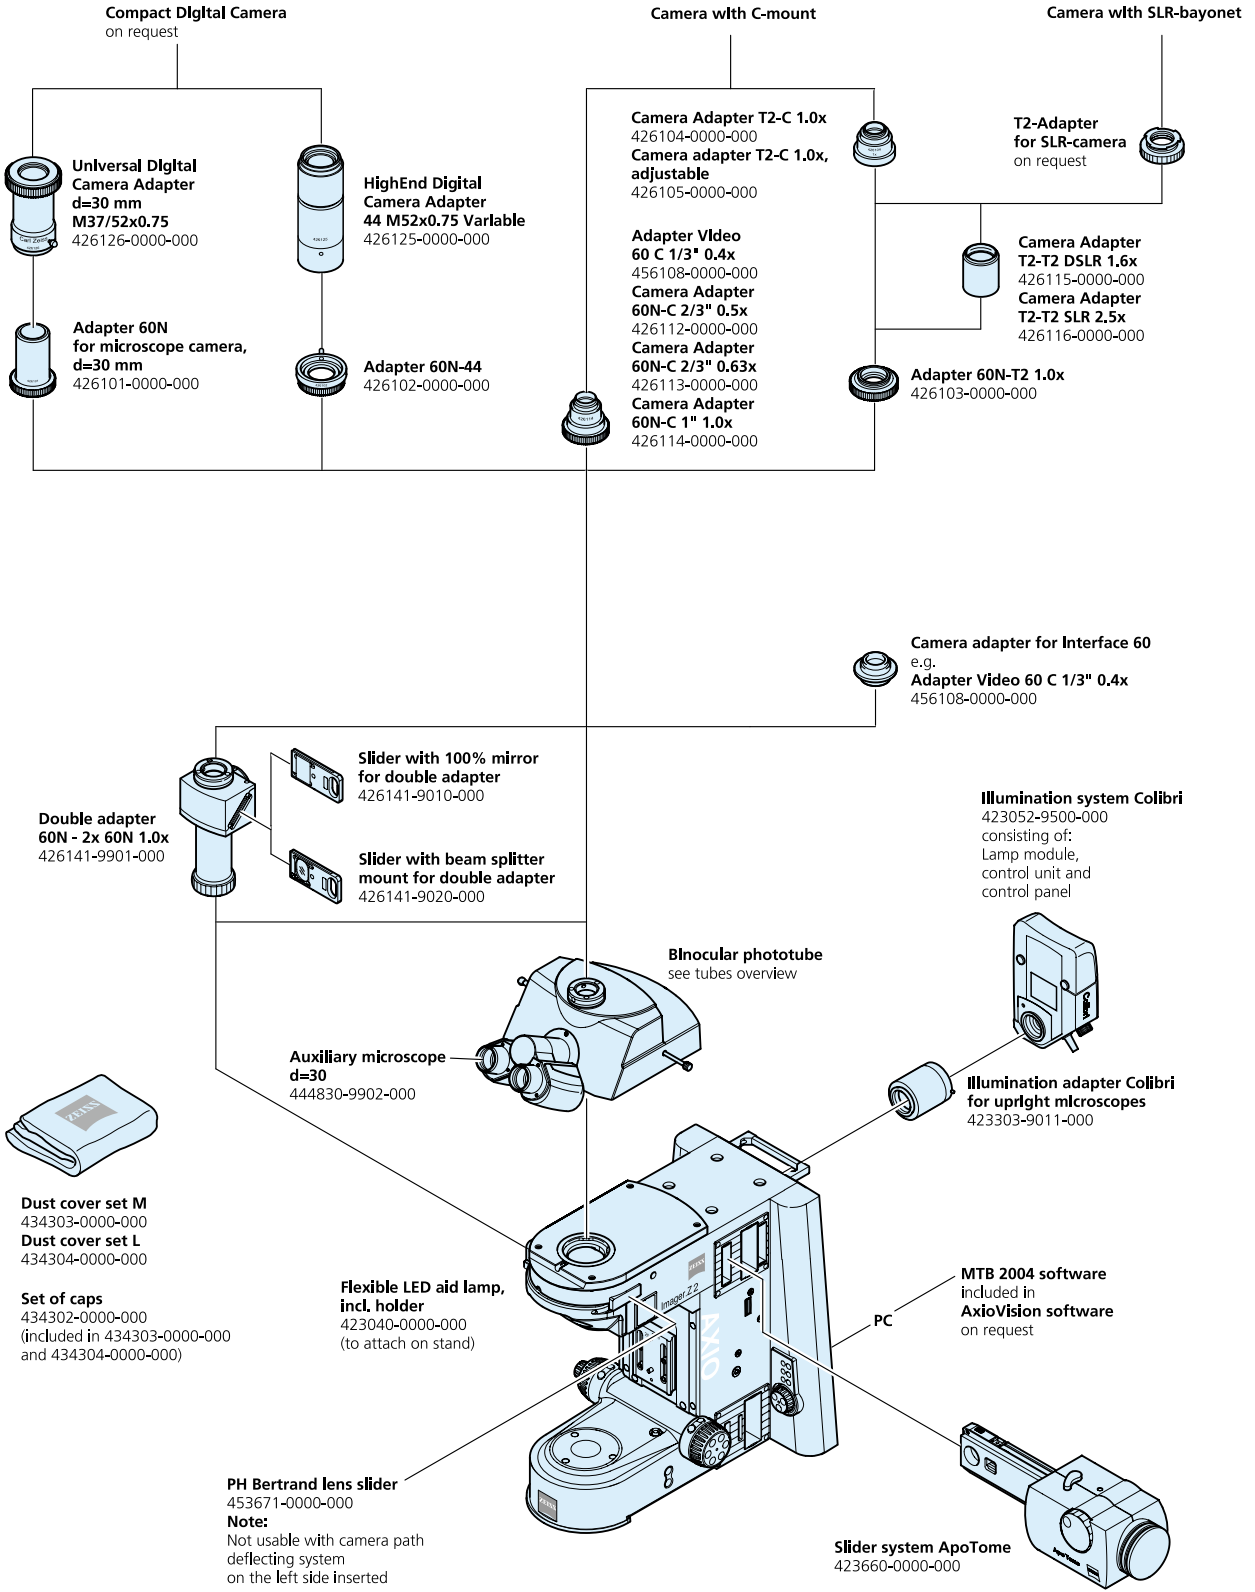 Compact Digital Camera
on request
Camera with C-mount
Camera with SLR-bayonet
Universal Digital
Camera Adapter
d=30 mm
M37/52x0.75
426126-0000-000
HighEnd Digital
Camera Adapter
44 M52x0.75 Variable
426125-0000-000
Camera Adapter T2-C 1.0x
426104-0000-000
Camera adapter T2-C 1.0x,
adjustable
426105-0000-000
T2-Adapter
for SLR-camera
on request
Adapter Video
60 C 1/3" 0.4x
456108-0000-000
Camera Adapter
60N-C 2/3" 0.5x
426112-0000-000
Camera Adapter
60N-C 2/3" 0.63x
426113-0000-000
Camera Adapter
60N-C 1" 1.0x
426114-0000-000
Camera Adapter
T2-T2 DSLR 1.6x
426115-0000-000
Camera Adapter
T2-T2 SLR 2.5x
426116-0000-000
Carl Zeiss
426125
Adapter 60N
for microscope camera,
d=30 mm
426101-0000-000
Adapter 60N-44
426102-0000-000
426114
Adapter 60N-T2 1.0x
426103-0000-000
Camera adapter for Interface 60
e.g.
Adapter Video 60 C 1/3" 0.4x
456108-0000-000
Slider with 100% mirror
for double adapter
426141-9010-000
Double adapter
60N - 2x 60N 1.0x
426141-9901-000
Slider with beam splitter
mount for double adapter
426141-9020-000
Illumination system Colibri
423052-9500-000
consisting of:
Lamp module,
control unit and
control panel
Colibri
Binocular phototube
see tubes overview
Auxiliary microscope
d=30
444830-9902-000
Illumination adapter Colibri
for upright microscopes
423303-9011-000
ZEISS
Dust cover set M
434303-0000-000
Dust cover set L
434304-0000-000
Set of caps
434302-0000-000
(included in 434303-0000-000
and 434304-0000-000)
Flexible LED aid lamp,
incl. holder
423040-0000-000
(to attach on stand)
ZEISS
Imager.Z2
AXIO
PC
MTB 2004 software
included in
AxioVision software
on request
PH Bertrand lens slider
453671-0000-000
Note:
Not usable with camera path
deflecting system
on the left side inserted
ZEISS
Slider system ApoTome
423660-0000-000
ApoTome